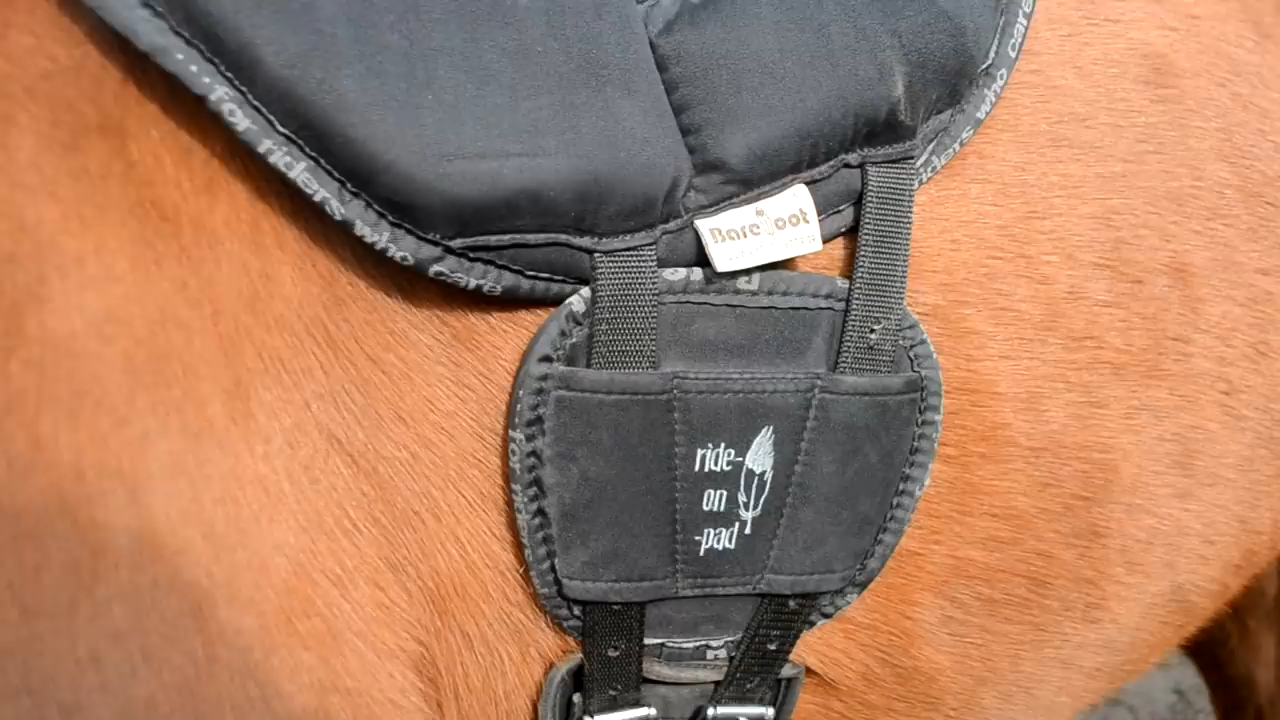 ...for riders who care
riders who care
Barefoot
ride-
on
-pad